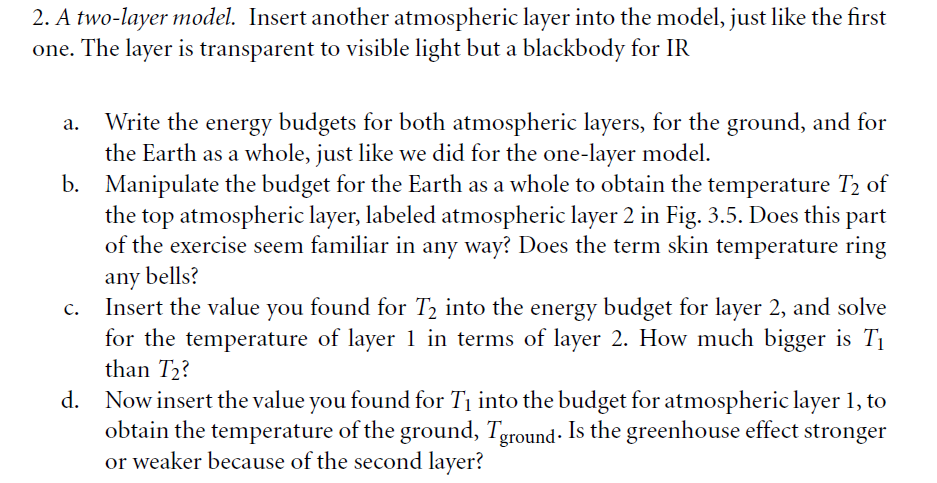 2. A two-layer model. Insert another atmospheric layer into the model, just like the first
one. The layer is transparent to visible light but a blackbody for IR
a. Write the energy budgets for both atmospheric layers, for the ground, and for
the Earth as a whole, just like we did for the one-layer model.
b. Manipulate the budget for the Earth as a whole to obtain the temperature T₂ of
the top atmospheric layer, labeled atmospheric layer 2 in Fig. 3.5. Does this part
of the exercise seem familiar in any way? Does the term skin temperature ring
any bells?
c. Insert the value you found for T₂ into the energy budget for layer 2, and solve
for the temperature of layer 1 in terms of layer 2. How much bigger is T₁
than T₂?
d. Now insert the value you found for T₁ into the budget for atmospheric layer 1, to
obtain the temperature of the ground, Tground. Is the greenhouse effect stronger
or weaker because of the second layer?